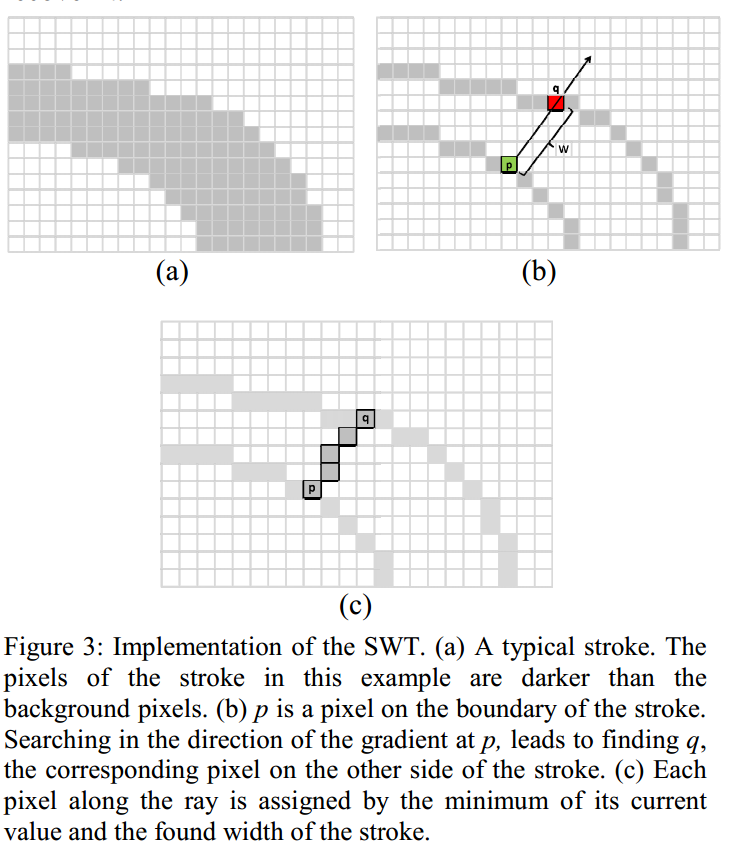 (a)
(b)
q
w
p
q
p
(c)
Figure 3: Implementation of the SWT. (a) A typical stroke. The
pixels of the stroke in this example are darker than the
background pixels. (b) p is a pixel on the boundary of the stroke.
Searching in the direction of the gradient at p, leads to finding q,
the corresponding pixel on the other side of the stroke. (c) Each
pixel along the ray is assigned by the minimum of its current
value and the found width of the stroke.